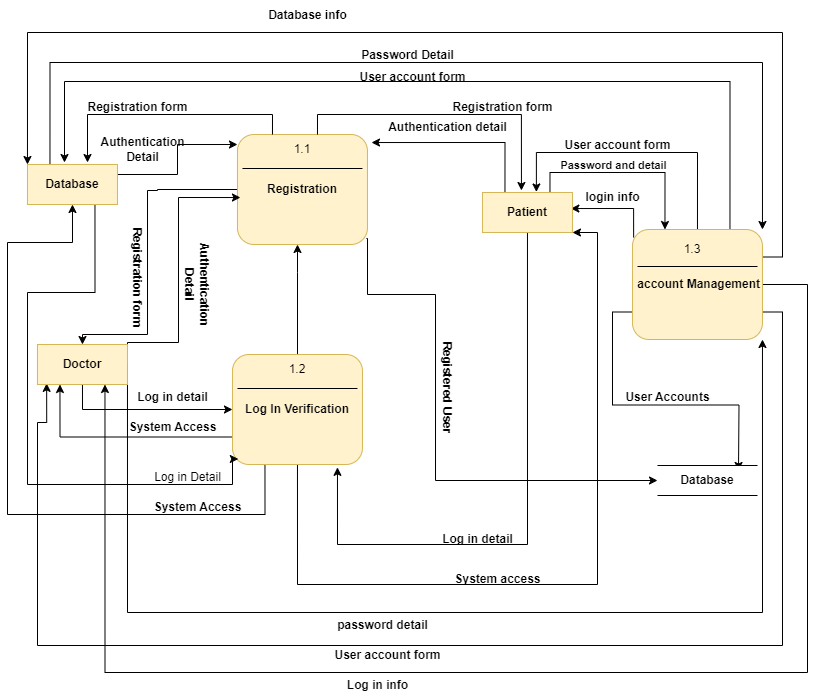 Database info
Password Detail
User account form
Registration form
Registration form
Authentication detail
Authentication
Detail
1.1
User account form
Password and detail
Database
Registration
login info
Patient
Registration form
Authentication
Detail
1.3
account Management
Doctor
1.2
Registered User
Log in detail
Log In Verification
User Accounts
System Access
Log in Detail
Database
System Access
Log in detail
System access
password detail
User account form
Log in info